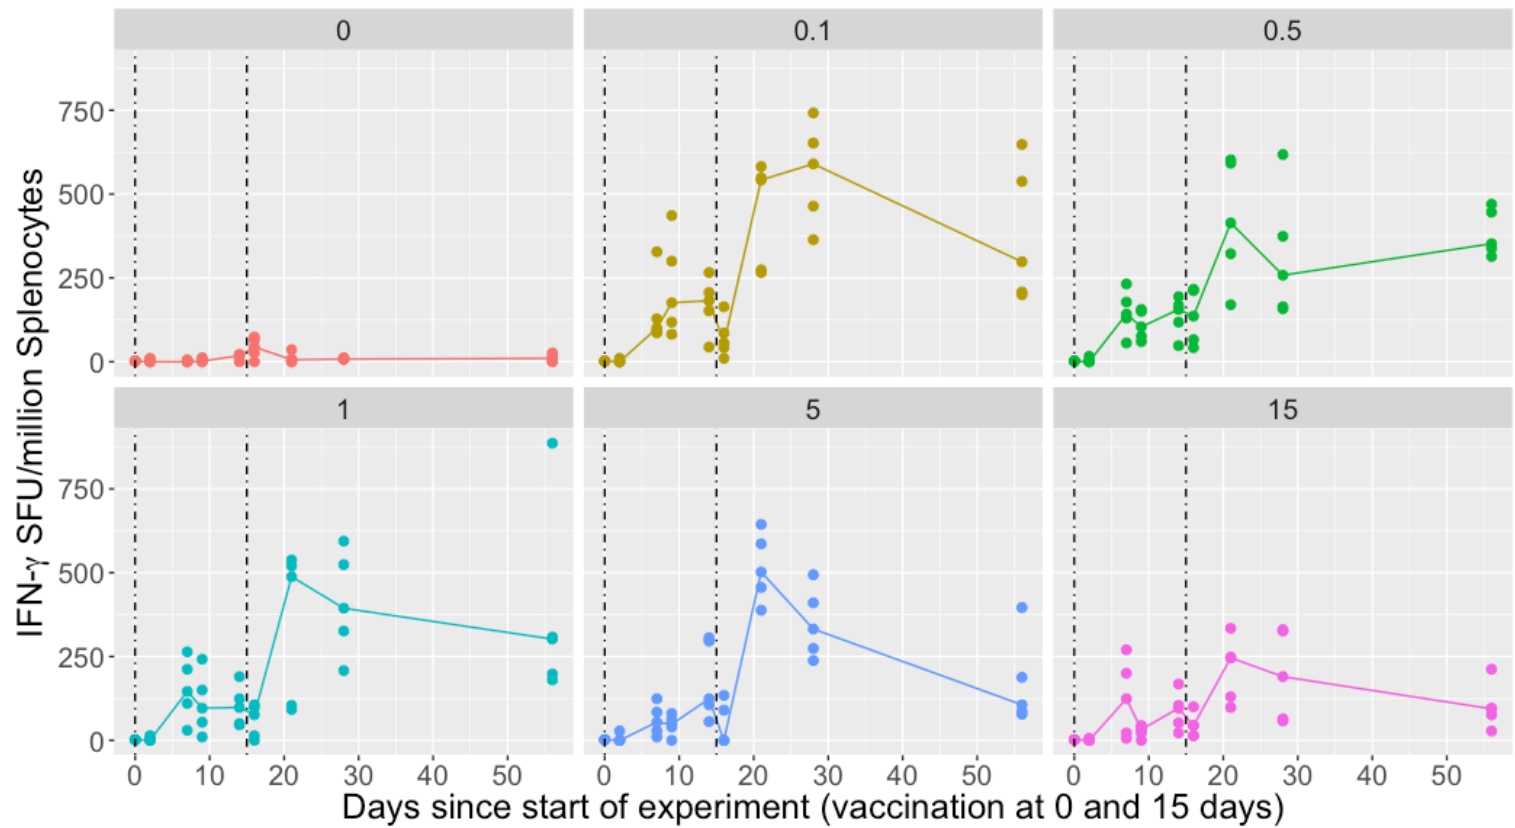 0 0.1 0.5
750
500
250
0
1 5 15
750
500
250
0
0 10 20 30 40 50 0 10 20 30 40 50 0 10 20 30 40 50
IFN-γ SFU/million Splenocytes
Days since start of experiment (vaccination at 0 and 15 days)